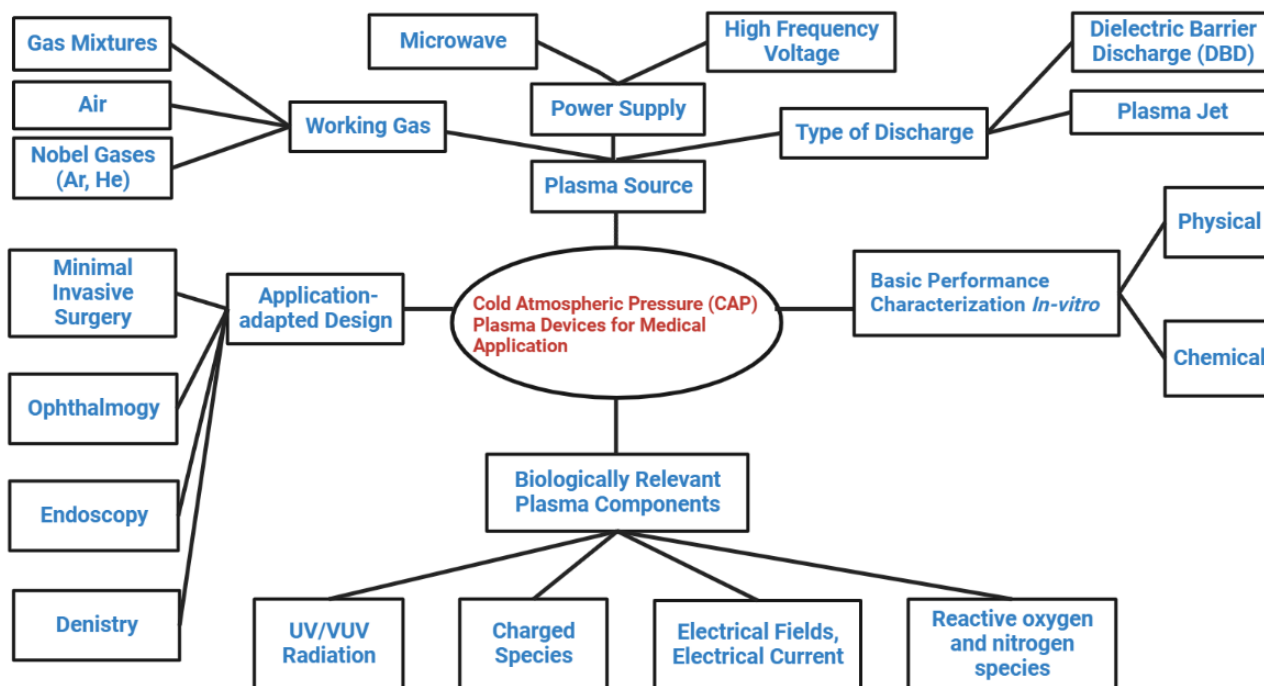 Gas Mixtures
Air
Nobel Gases
(Ar, He)
Working Gas
Microwave
High Frequency
Voltage
Power Supply
Plasma Source
Type of Discharge
Dielectric Barrier
Discharge (DBD)
Plasma Jet
Physical
Basic Performance
Characterization In-vitro
Chemical
Cold Atmospheric Pressure (CAP)
Plasma Devices for Medical
Application
Application-
adapted Design
Minimal
Invasive
Surgery
Ophthalmogy
Endoscopy
Denistry
Biologically Relevant
Plasma Components
UV/VUV
Radiation
Charged
Species
Electrical Fields,
Electrical Current
Reactive oxygen
and nitrogen
species